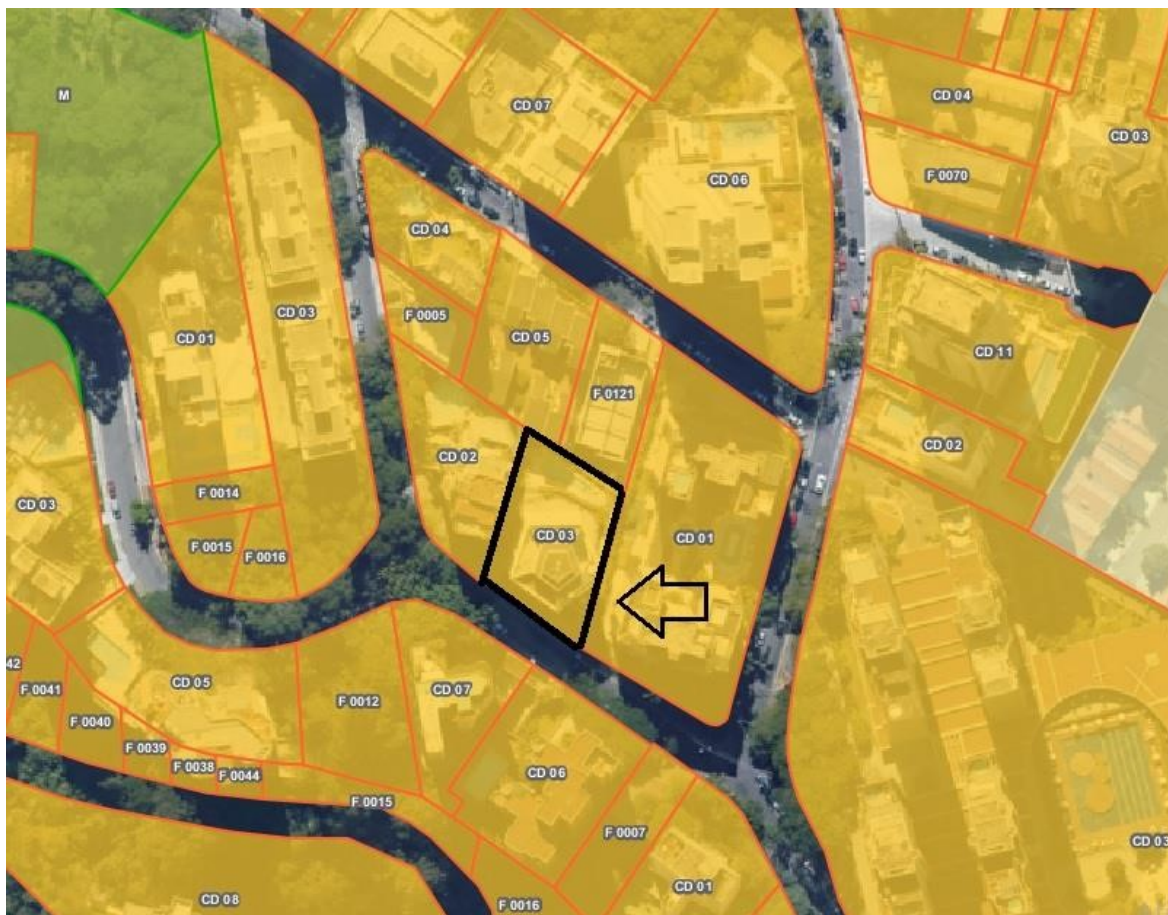 M
CD 07
CD 04
CD 03
CD 06
F 0070
CD 04
CD 03
CD 01
F 0005
CD 05
CD 11
F 0121
CD 02
CD 02
F 0014
CD 03
F 0015
F 0016
CD 03
CD 01
42
F 0041
CD 05
F 0012
CD 07
F 0040
F 0039
F 0038
F 0044
CD 06
F 0015
F 0007
CD 03
CD 01
CD 08
F 0016